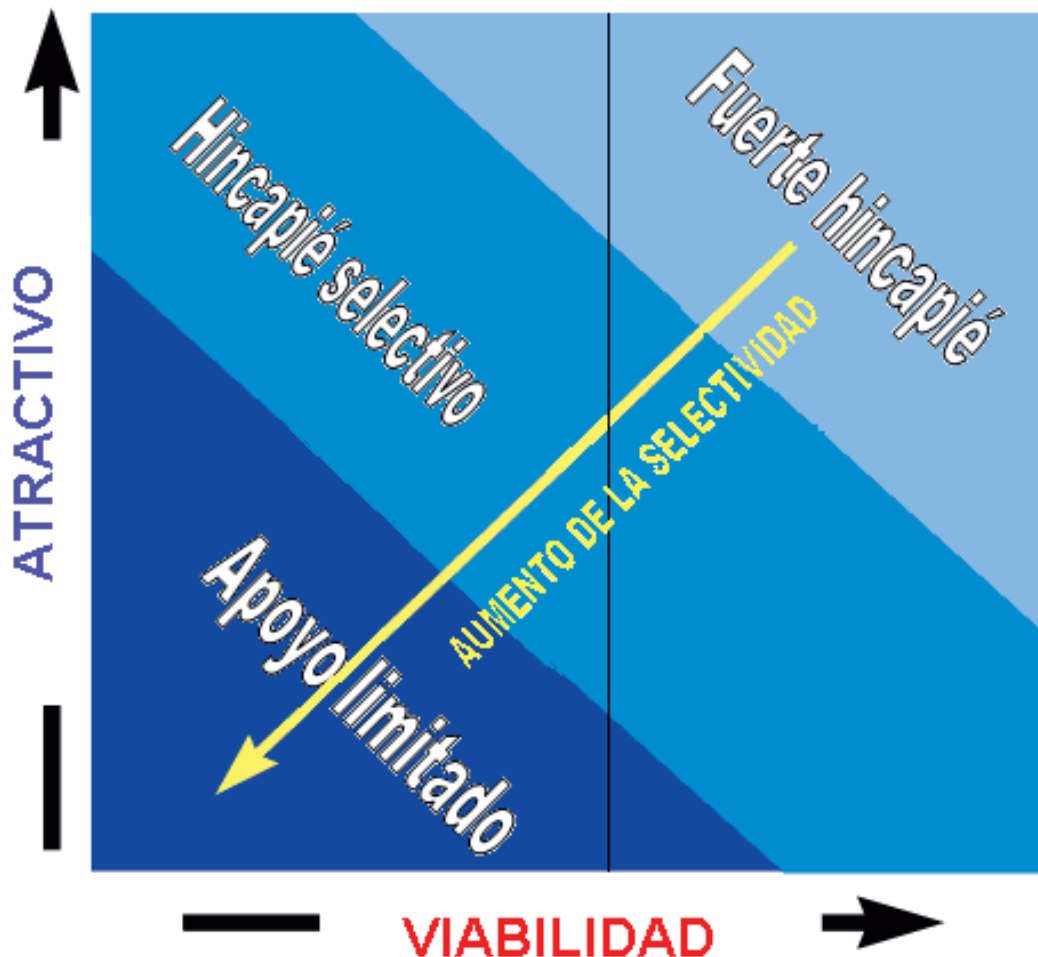 Fuerte hincapié
Hincapié selectivo
ATRACTIVO
AUMENTO DE LA SELECTIVIDAD
Apoyo limitado
VIABILIDAD